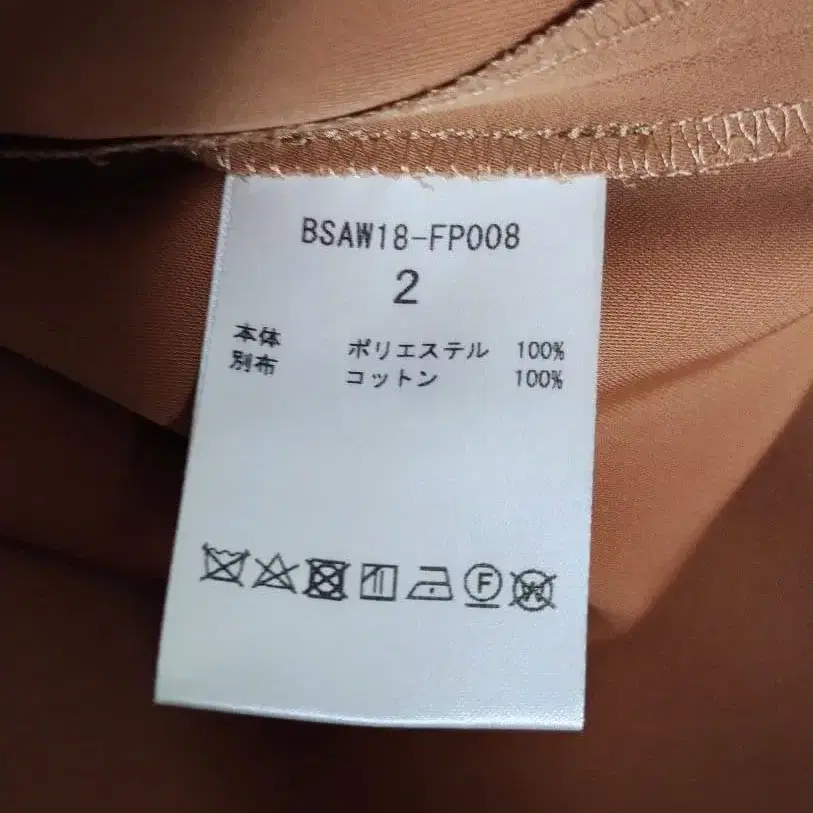 BSAW18-FP008
2
本体 ポリエステル 100%
別布 コットン 100%
F
W